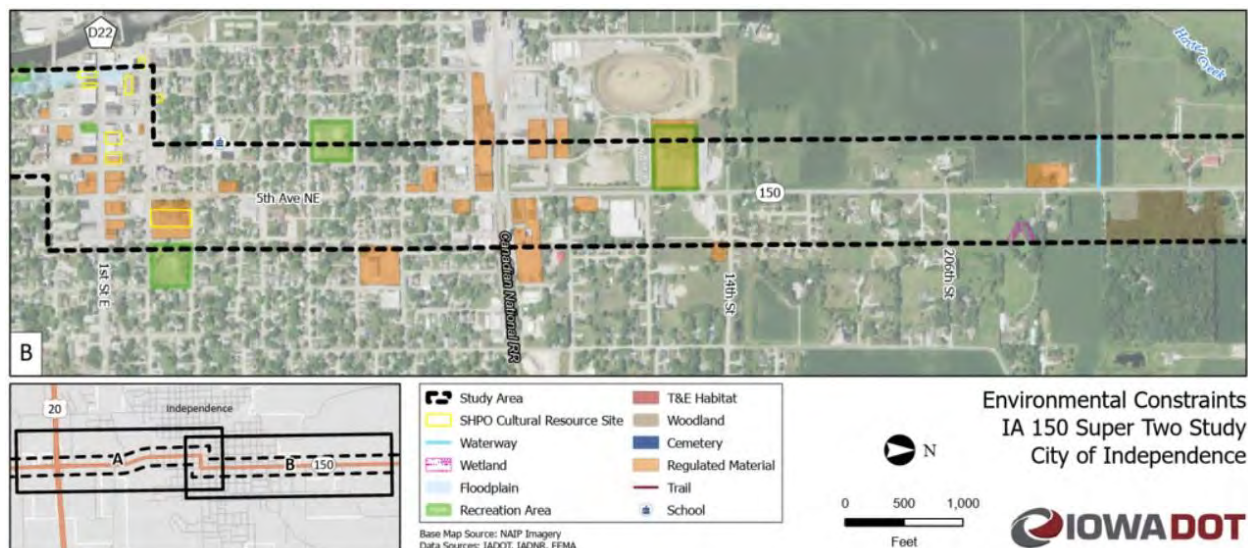 D22
Harter Creek
5th Ave NE
150
1st St E
Canadian National RR
14th St
206th St
B
20
Independence
A
B
150
Study Area
SHPO Cultural Resource Site
Waterway
Wetland
Floodplain
Recreation Area
T&E Habitat
Woodland
Cemetery
Regulated Material
Trail
School
Base Map Source: NAIP Imagery
Data Sources: IADOT, IADNR, FEMA
N
0 500 1,000
Feet
Environmental Constraints
IA 150 Super Two Study
City of Independence
IOWADOT